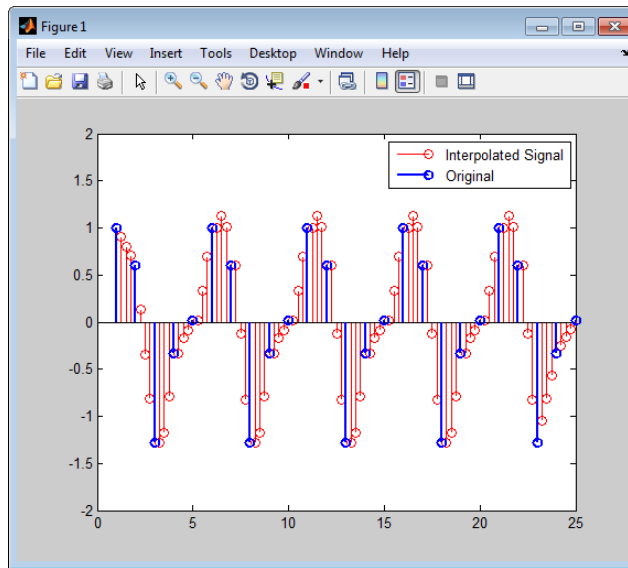 Figure 1
File Edit View Insert Tools Desktop Window Help
2
1.5
1
0.5
0
-0.5
-1
-1.5
-2
0 5 10 15 20 25
Interpolated Signal
Original